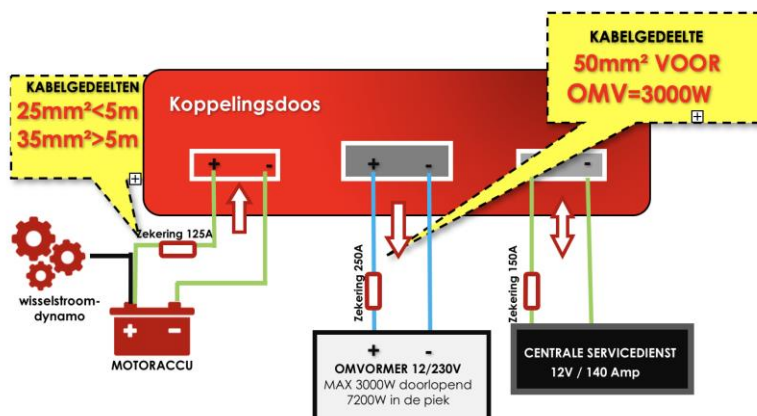 KABELGEDEELTE
50mm² VOOR
OMV=3000W
KABELGEDEELTEN
25mm²<5m
35mm²>5m
Koppelingsdoos
+ -
+ -
+ -
Zekering 125A
Zekering 250A
Zekering 150A
wisselstroom-
dynamo
+ -
MOTORACCU
+ -
OMVORMER 12/230V
MAX 3000W doorlopend
7200W in de piek
CENTRALE SERVICEDIENST
12V / 140 Amp